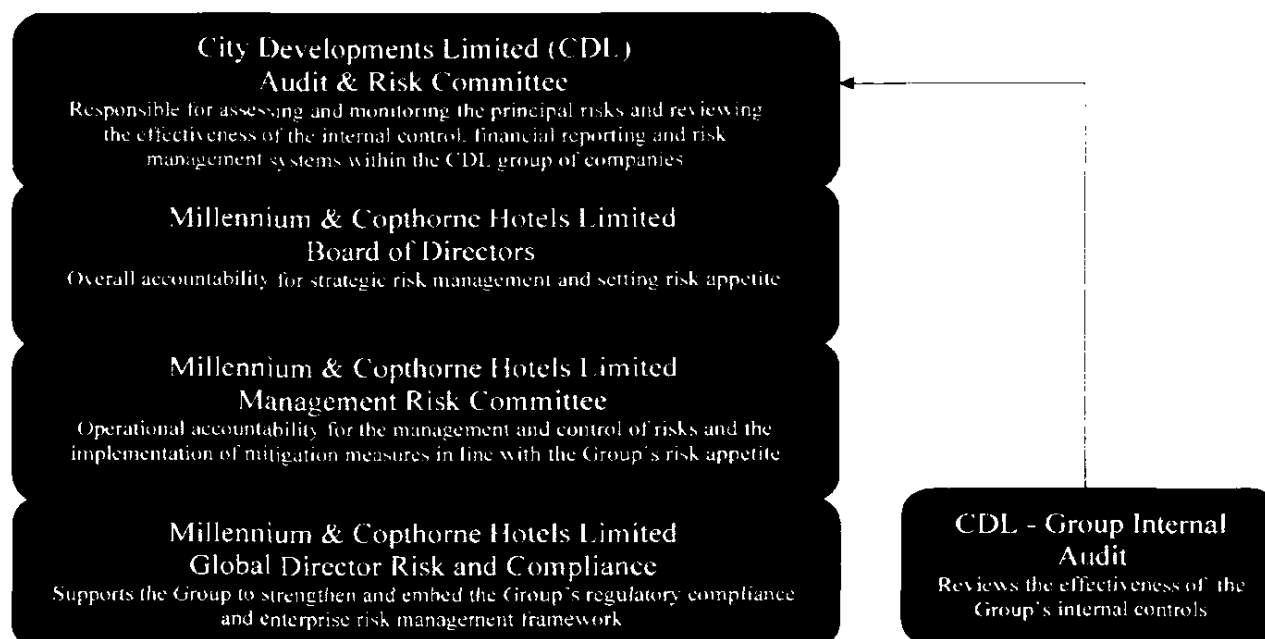 City Developments Limited (CDL)
Audit & Risk Committee
Responsible for assessing and monitoring the principal risks and reviewing
the effectiveness of the internal control, financial reporting and risk
management systems within the CDL group of companies
Millennium & Copthorne Hotels Limited
Board of Directors
Overall accountability for strategic risk management and setting risk appetite
Millennium & Copthorne Hotels Limited
Management Risk Committee
Operational accountability for the management and control of risks and the
implementation of mitigation measures in line with the Group's risk appetite
Millennium & Copthorne Hotels Limited
Global Director Risk and Compliance
Supports the Group to strengthen and embed the Group's regulatory compliance
and enterprise risk management framework
CDL - Group Internal
Audit
Reviews the effectiveness of the
Group's internal controls